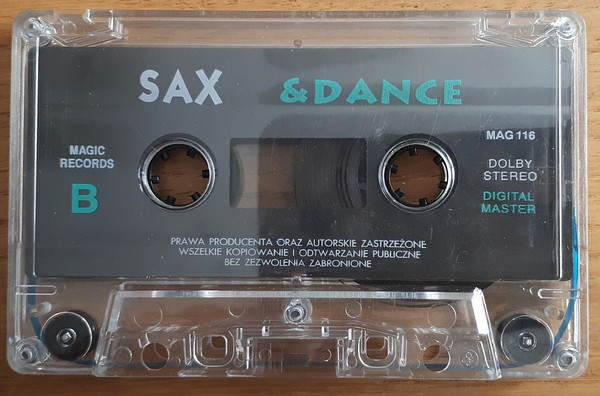 SAX &DANCE
MAGIC
RECORDS
B
MAG 116
DOLBY
STEREO
DIGITAL
MASTER
PRAWA PRODUCENTA ORAZ AUTORSKIE ZASTRZEŻONE
WSZELKIE KOPIOWANIE I ODTWARZANIE PUBLICZNE
BEZ ZEZWOLENIA ZABRONIONE